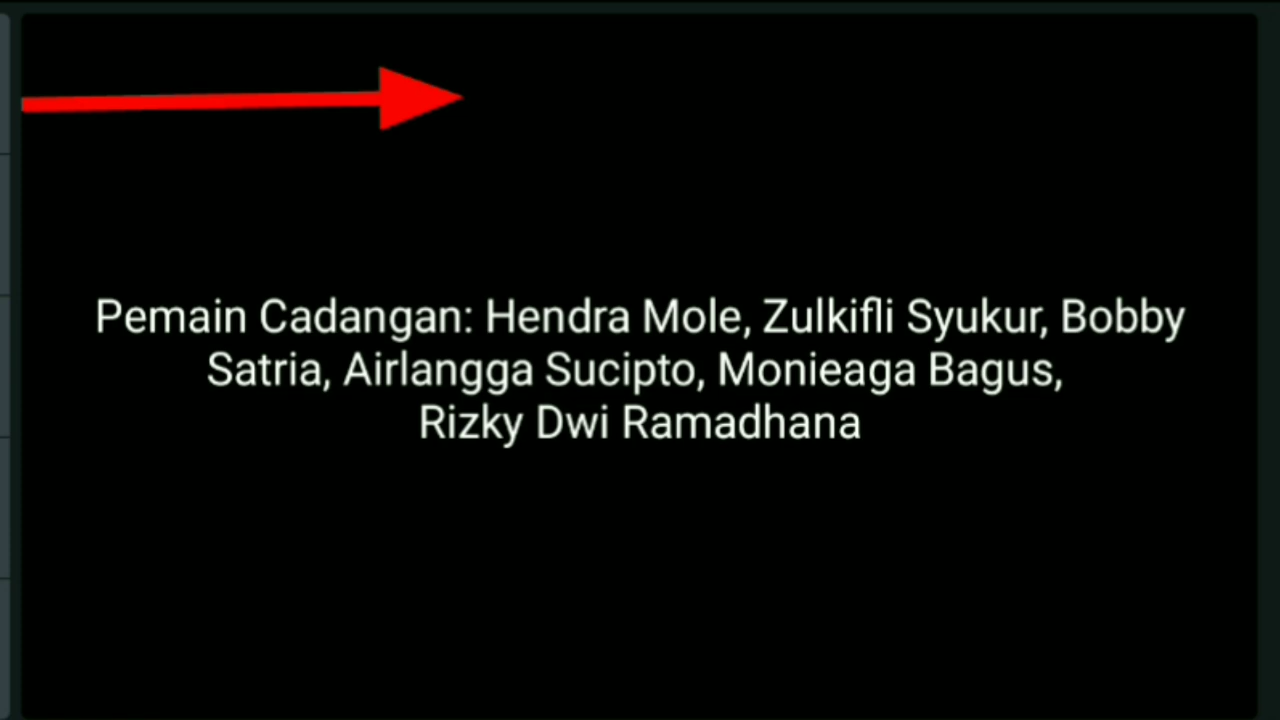 Pemain Cadangan: Hendra Mole, Zulkifli Syukur, Bobby
Satria, Airlangga Sucipto, Monieaga Bagus,
Rizky Dwi Ramadhana